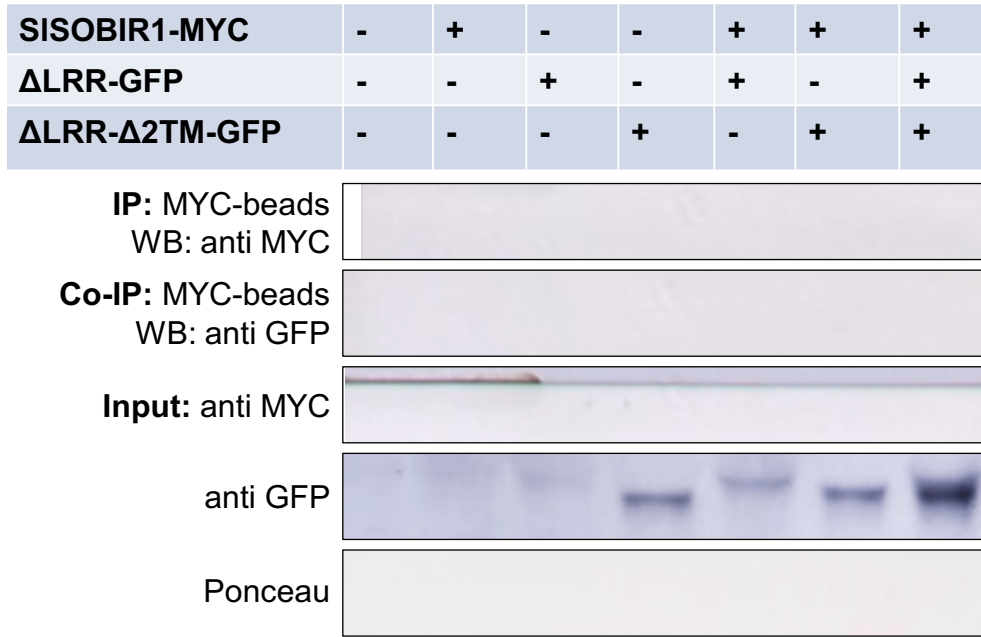 SlSOBIR1-MYC - + - - + + +
ΔLRR-GFP - - + - + - +
ΔLRR-Δ2TM-GFP - - - + - + +
IP: MYC-beads
WB: anti MYC
Co-IP: MYC-beads
WB: anti GFP
Input: anti MYC
anti GFP
Ponceau